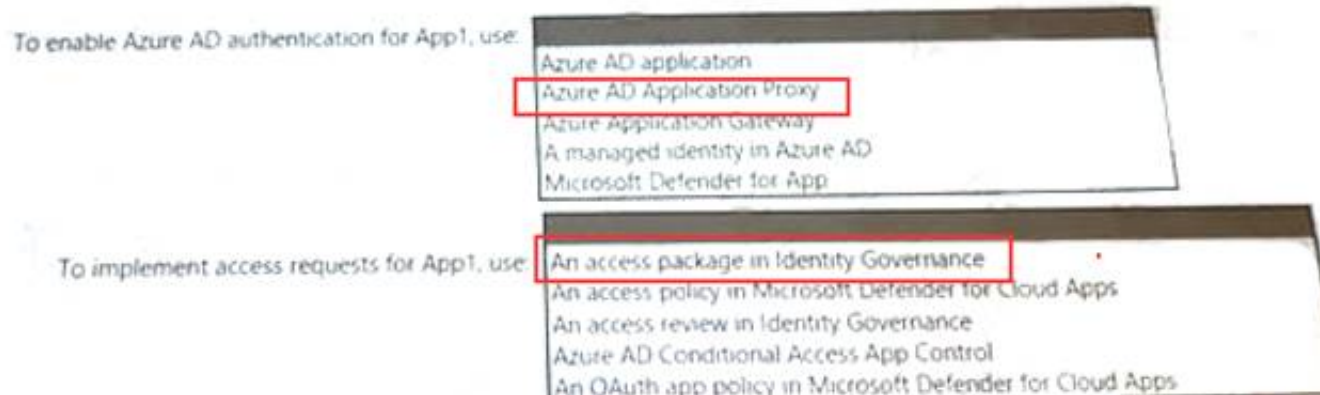 To enable Azure AD authentication for App1, use:
Azure AD application
Azure AD Application Proxy
Azure Application Gateway
A managed identity in Azure AD
Microsoft Defender for App
To implement access requests for App1, use:
An access package in Identity Governance
An access policy in Microsoft Defender for Cloud Apps
An access review in Identity Governance
Azure AD Conditional Access App Control
An OAuth app policy in Microsoft Defender for Cloud Apps